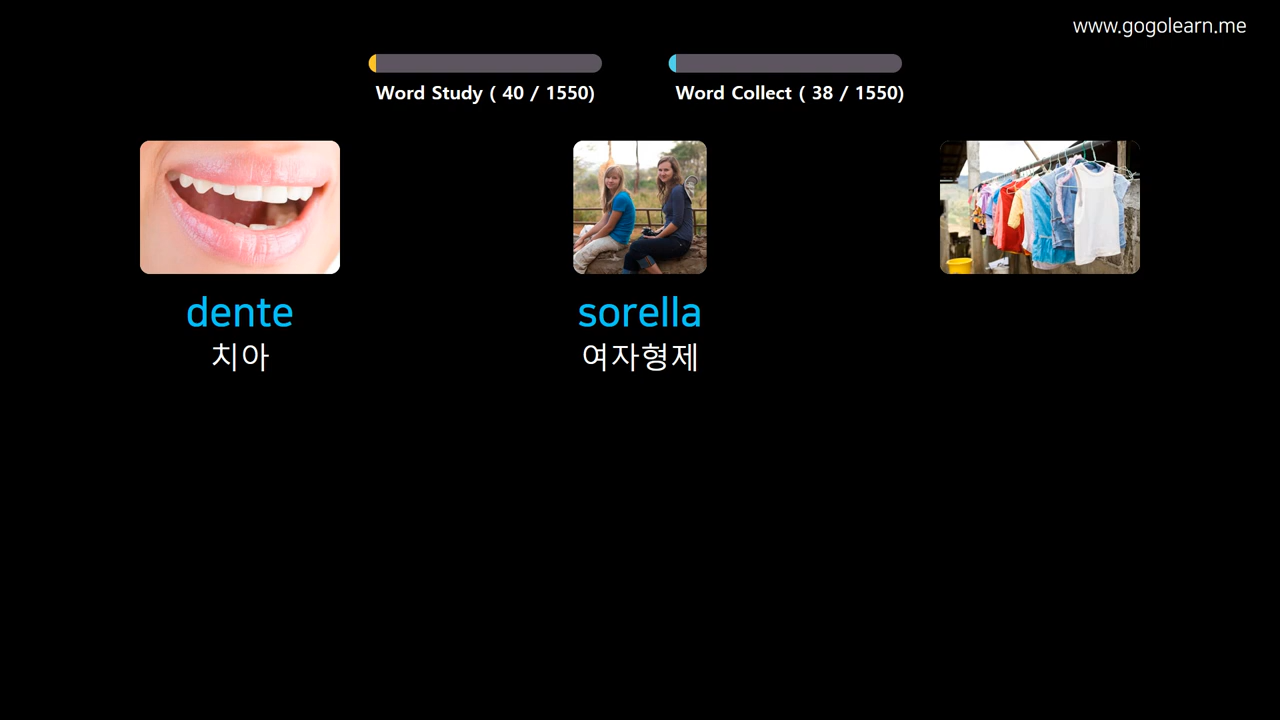 www.gogolearn.me
Word Study ( 40 / 1550)
Word Collect ( 38 / 1550)
dente
sorella
치아
여자형제